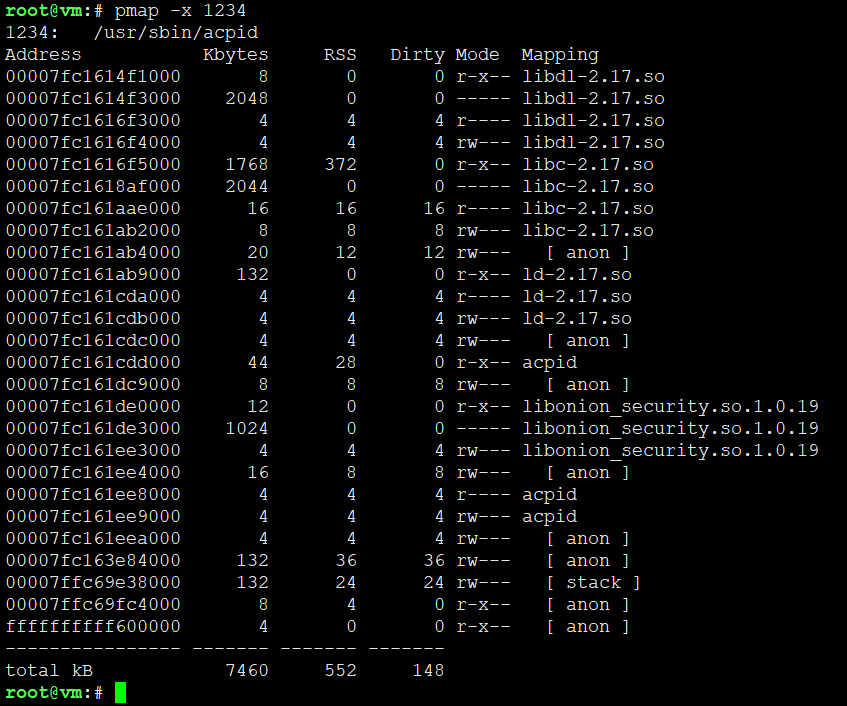 root@vm:# pmap -x 1234
1234:   /usr/sbin/acpid
Address           Kbytes     RSS   Dirty Mode  Mapping
00007fc1614f1000       8       0       0 r-x-- libdl-2.17.so
00007fc1614f3000    2048       0       0 ----- libdl-2.17.so
00007fc1616f3000       4       4       4 r---- libdl-2.17.so
00007fc1616f4000       4       4       4 rw--- libdl-2.17.so
00007fc1616f5000    1768     372       0 r-x-- libc-2.17.so
00007fc1618af000    2044       0       0 ----- libc-2.17.so
00007fc161aae000      16      16      16 r---- libc-2.17.so
00007fc161ab2000       8       8       8 rw--- libc-2.17.so
00007fc161ab4000      20      12      12 rw---   [ anon ]
00007fc161ab9000     132       0       0 r-x-- ld-2.17.so
00007fc161cda000       4       4       4 r---- ld-2.17.so
00007fc161cdb000       4       4       4 rw--- ld-2.17.so
00007fc161cdc000       4       4       4 rw---   [ anon ]
00007fc161cdd000      44      28       0 r-x-- acpid
00007fc161dc9000       8       8       8 rw---   [ anon ]
00007fc161de0000      12       0       0 r-x-- libonion_security.so.1.0.19
00007fc161de3000    1024       0       0 ----- libonion_security.so.1.0.19
00007fc161ee3000       4       4       4 rw--- libonion_security.so.1.0.19
00007fc161ee4000      16       8       8 rw---   [ anon ]
00007fc161ee8000       4       4       4 r---- acpid
00007fc161ee9000       4       4       4 rw--- acpid
00007fc161eea000       4       4       4 rw---   [ anon ]
00007fc163e84000     132      36      36 rw---   [ anon ]
00007ffc69e38000     132      24      24 rw---   [ stack ]
00007ffc69fc4000       8       4       0 r-x--   [ anon ]
ffffffffff600000       4       0       0 r-x--   [ anon ]
---------------- ------- ------- -------
total kB            7460     552     148
root@vm:#